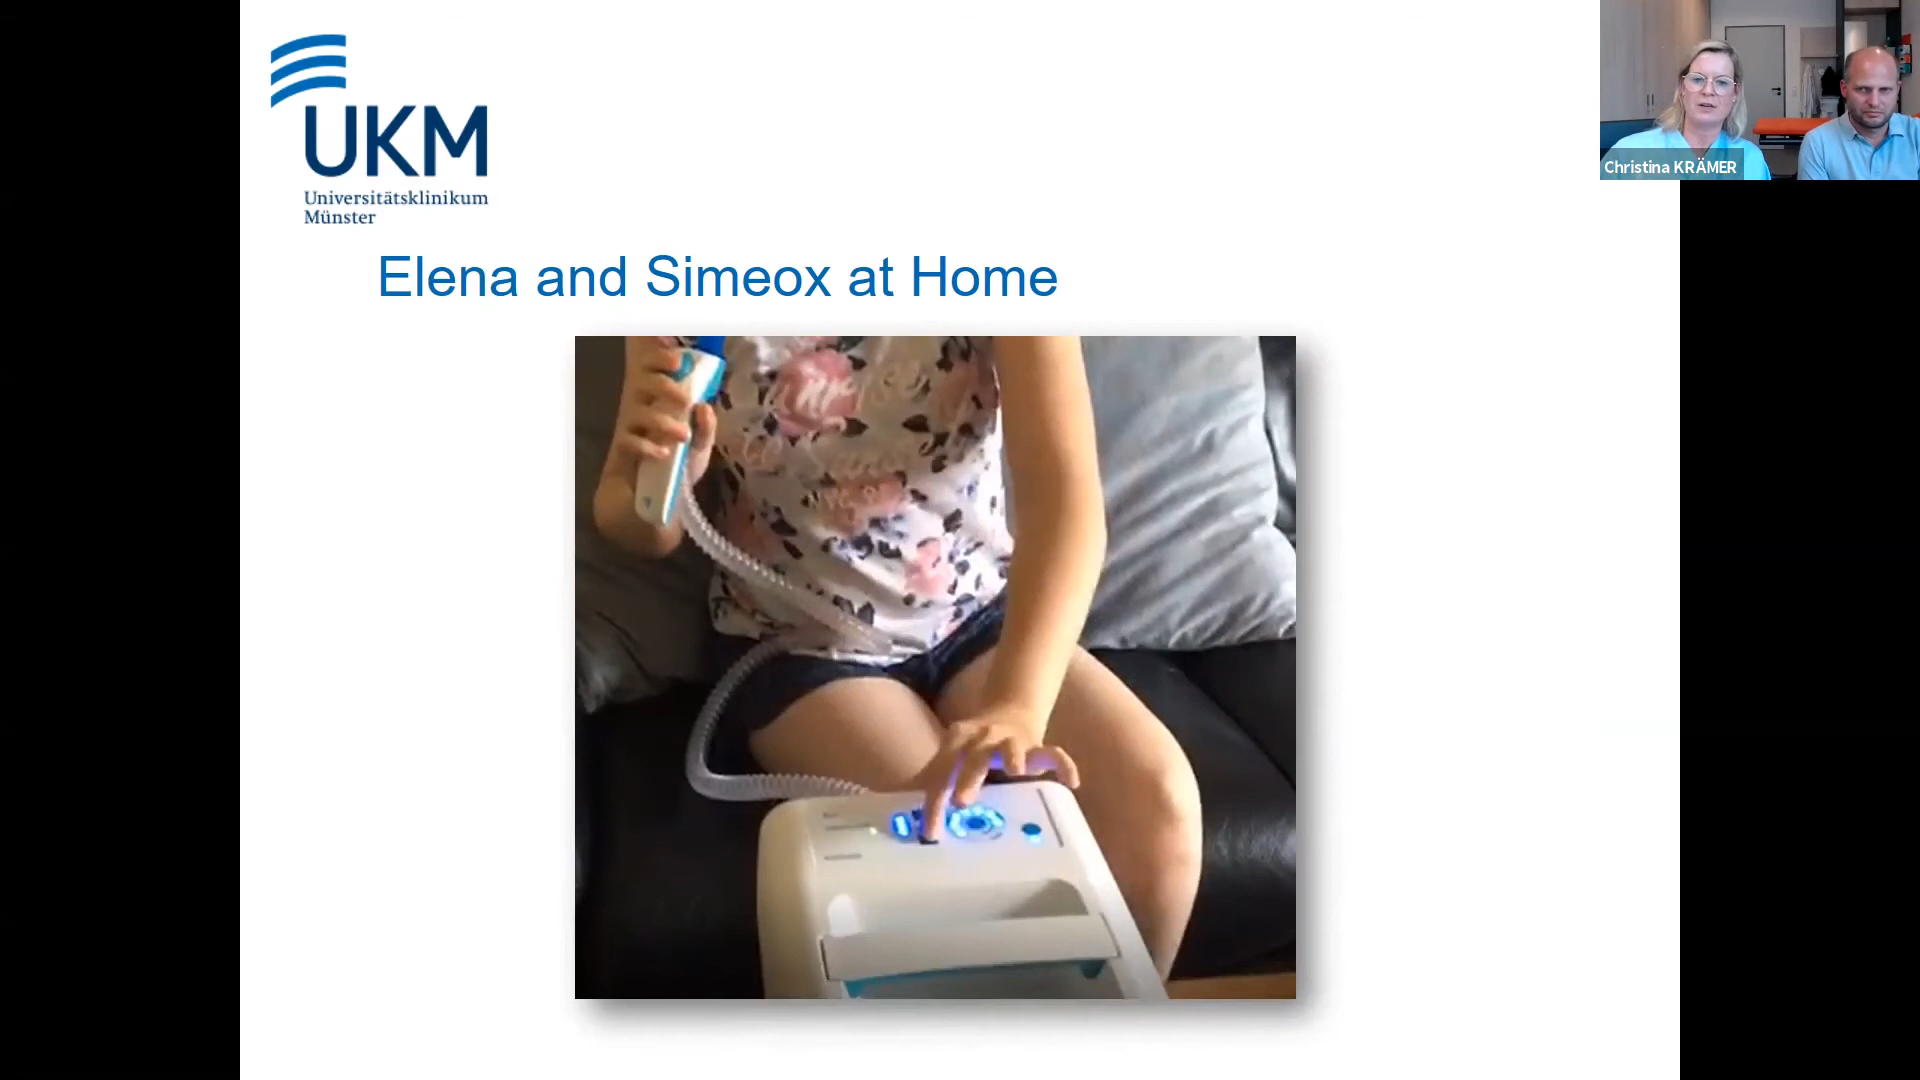 UKM
Universitätsklinikum
Münster
Christina KRÄMER
Elena and Simeox at Home